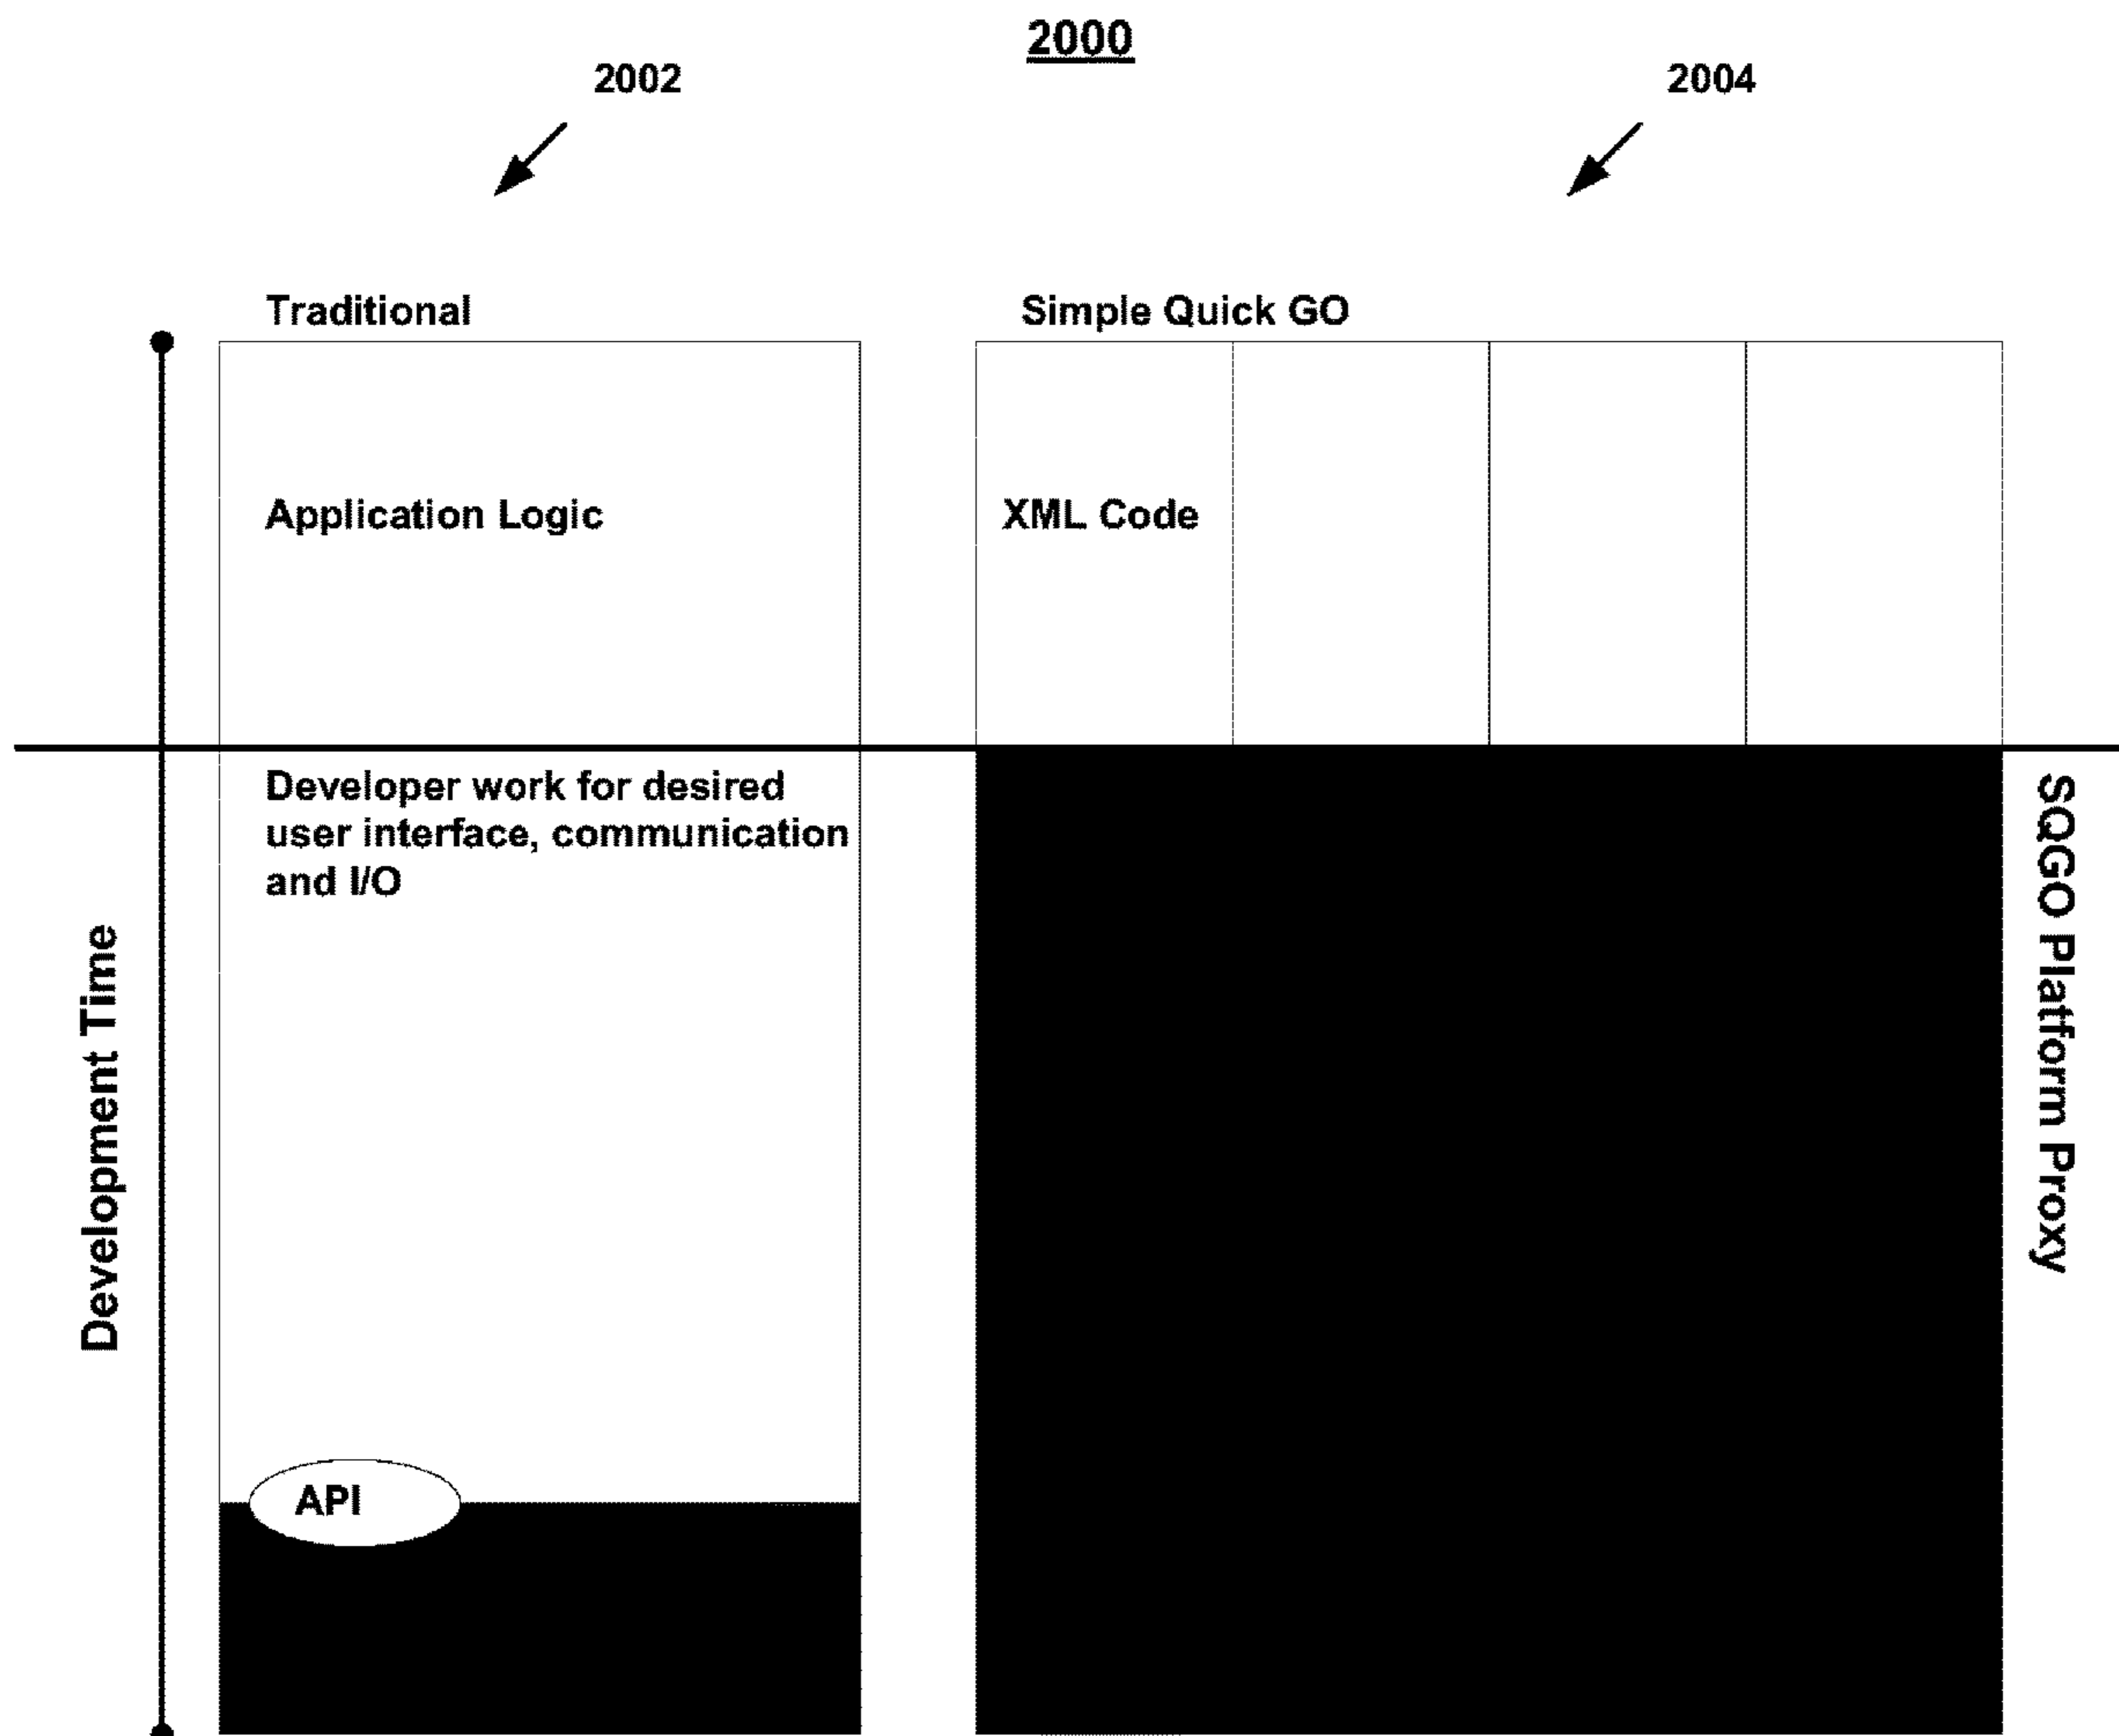 2000
2002
2004
Traditional
Simple Quick GO
Application Logic
XML Code
Developer work for desired
user interface, communication
and I/O
Development Time
SQGO Platform Proxy
API